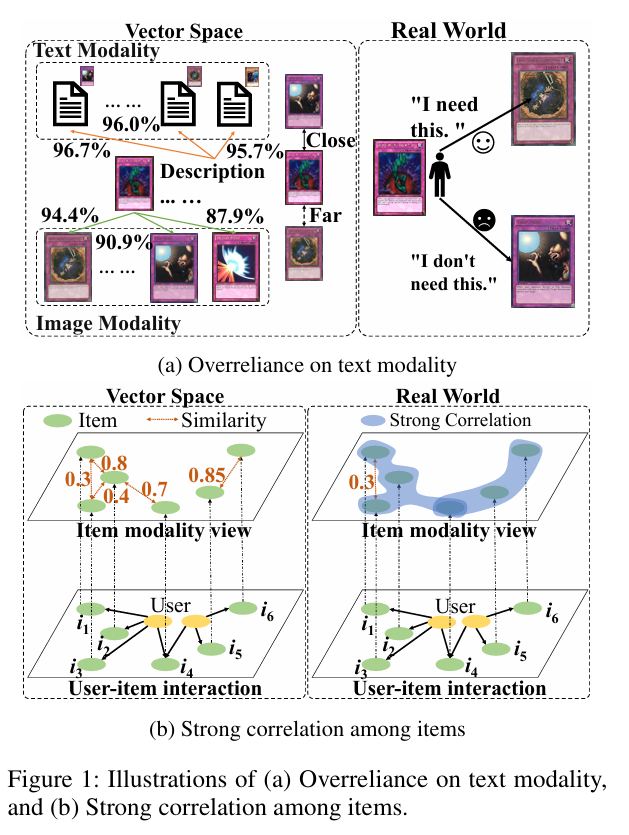 Vector Space
Real World
Text Modality
... ...
96.0%
96.7%
95.7%
Description
... ...
94.4%
87.9%
90.9%
... ...
Image Modality
Close
Far
"I need
this. "
"I don't
need this."
(a) Overreliance on text modality
Vector Space
Real World
Item
Similarity
Strong Correlation
0.8
0.3
0.4
0.7
0.85
Item modality view
0.3
Item modality view
User
i1
i2
i3
i4
i5
i6
User-item interaction
User
i1
i2
i3
i4
i5
i6
User-item interaction
(b) Strong correlation among items
Figure 1: Illustrations of (a) Overreliance on text modality,
and (b) Strong correlation among items.